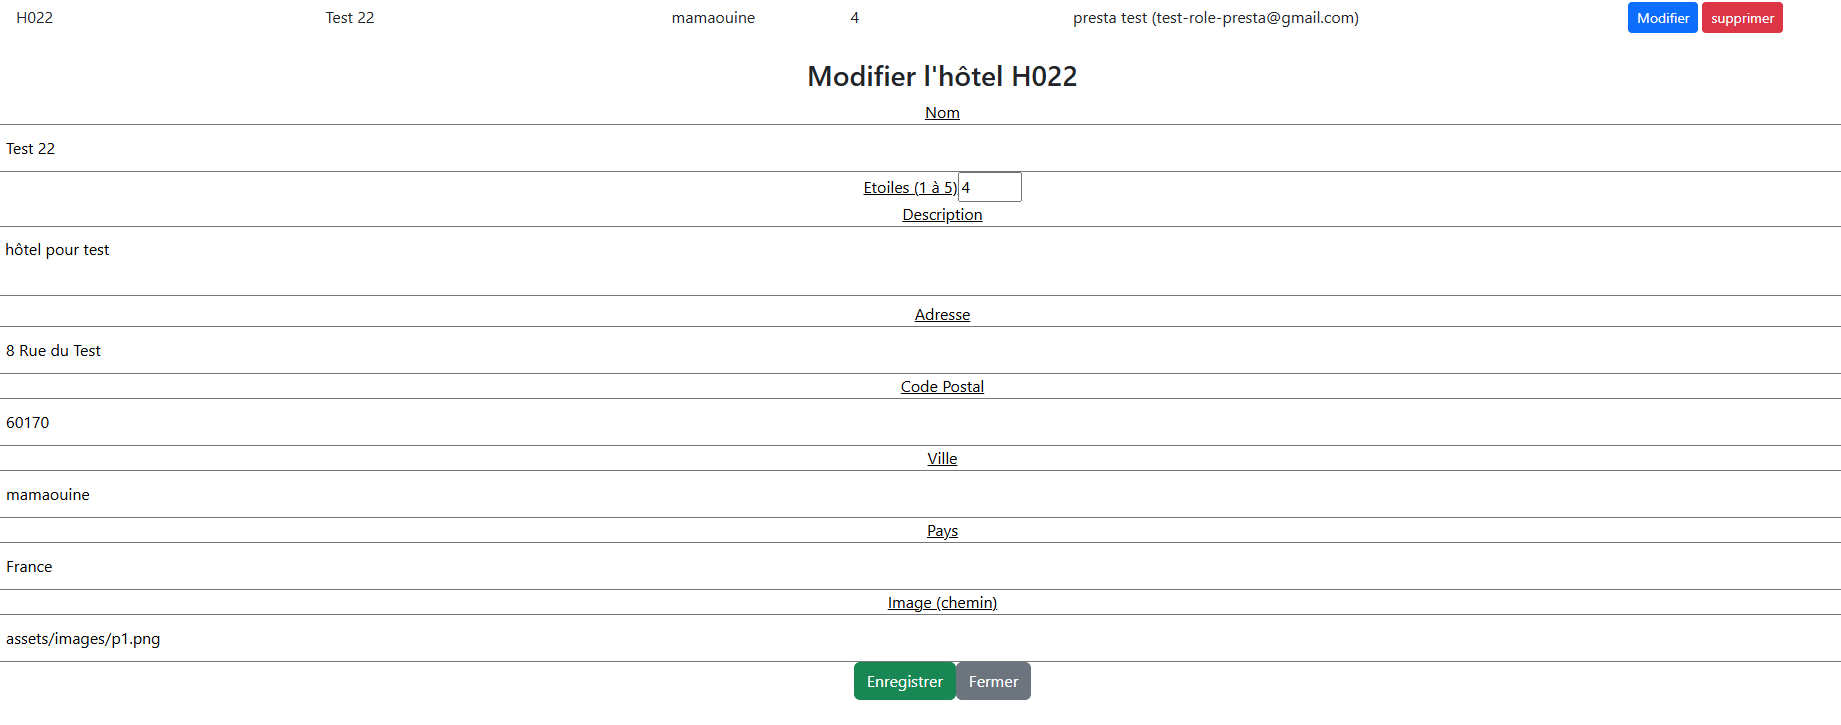 H022 Test 22 mamaouine 4 presta test (test-role-presta@gmail.com) Modifier supprimer
Modifier l'hôtel H022
Nom
Test 22
Etoiles (1 à 5) 4
Description
hôtel pour test
Adresse
8 Rue du Test
Code Postal
60170
Ville
mamaouine
Pays
France
Image (chemin)
assets/images/p1.png
Enregistrer Fermer